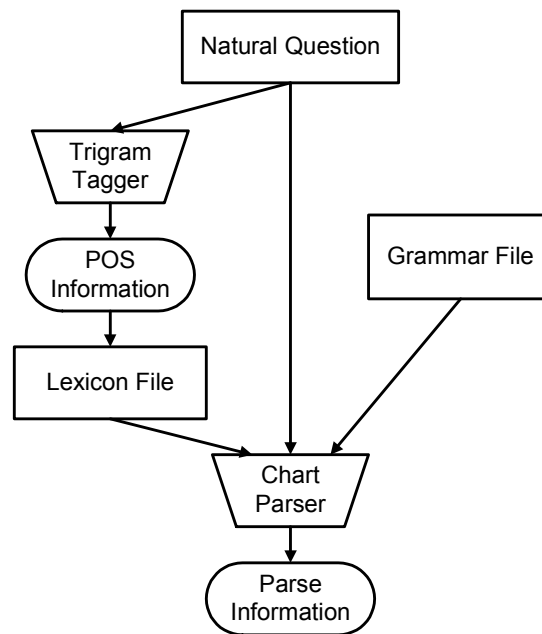 Natural Question
Trigram
Tagger
POS
Information
Grammar File
Lexicon File
Chart
Parser
Parse
Information